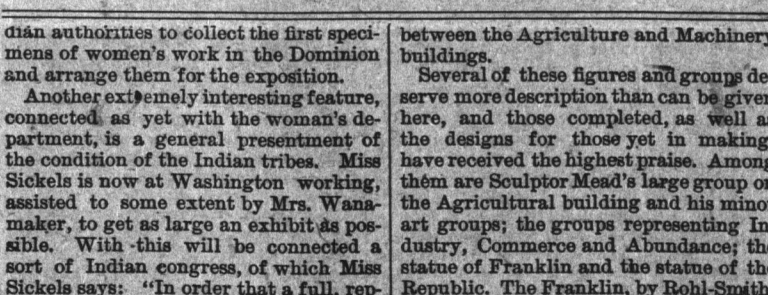 dian authorities to collect the first speci-
mens of women's work in the Dominion
and arrange them for the exposition.
Another extremely interesting feature,
connected as yet with the woman's de-
partment, is a general presentment of
the condition of the Indian tribes. Miss
Sickels is now at Washington working,
assisted to some extent by Mrs. Wana-
maker, to get as large an exhibit as pos-
sible. With this will be connected a
sort of Indian congress, of which Miss
Sickels says: "In order that a full, rep-
between the Agriculture and Machinery
buildings.
Several of these figures and groups de
serve more description than can be given
here, and those completed, as well as
the designs for those yet in making,
have received the highest praise. Among
them are Sculptor Mead's large group on
the Agricultural building and his mino
art groups; the groups representing In
dustry, Commerce and Abundance; the
statue of Franklin and the statue of the
Republic. The Franklin, by Rohl-Smith